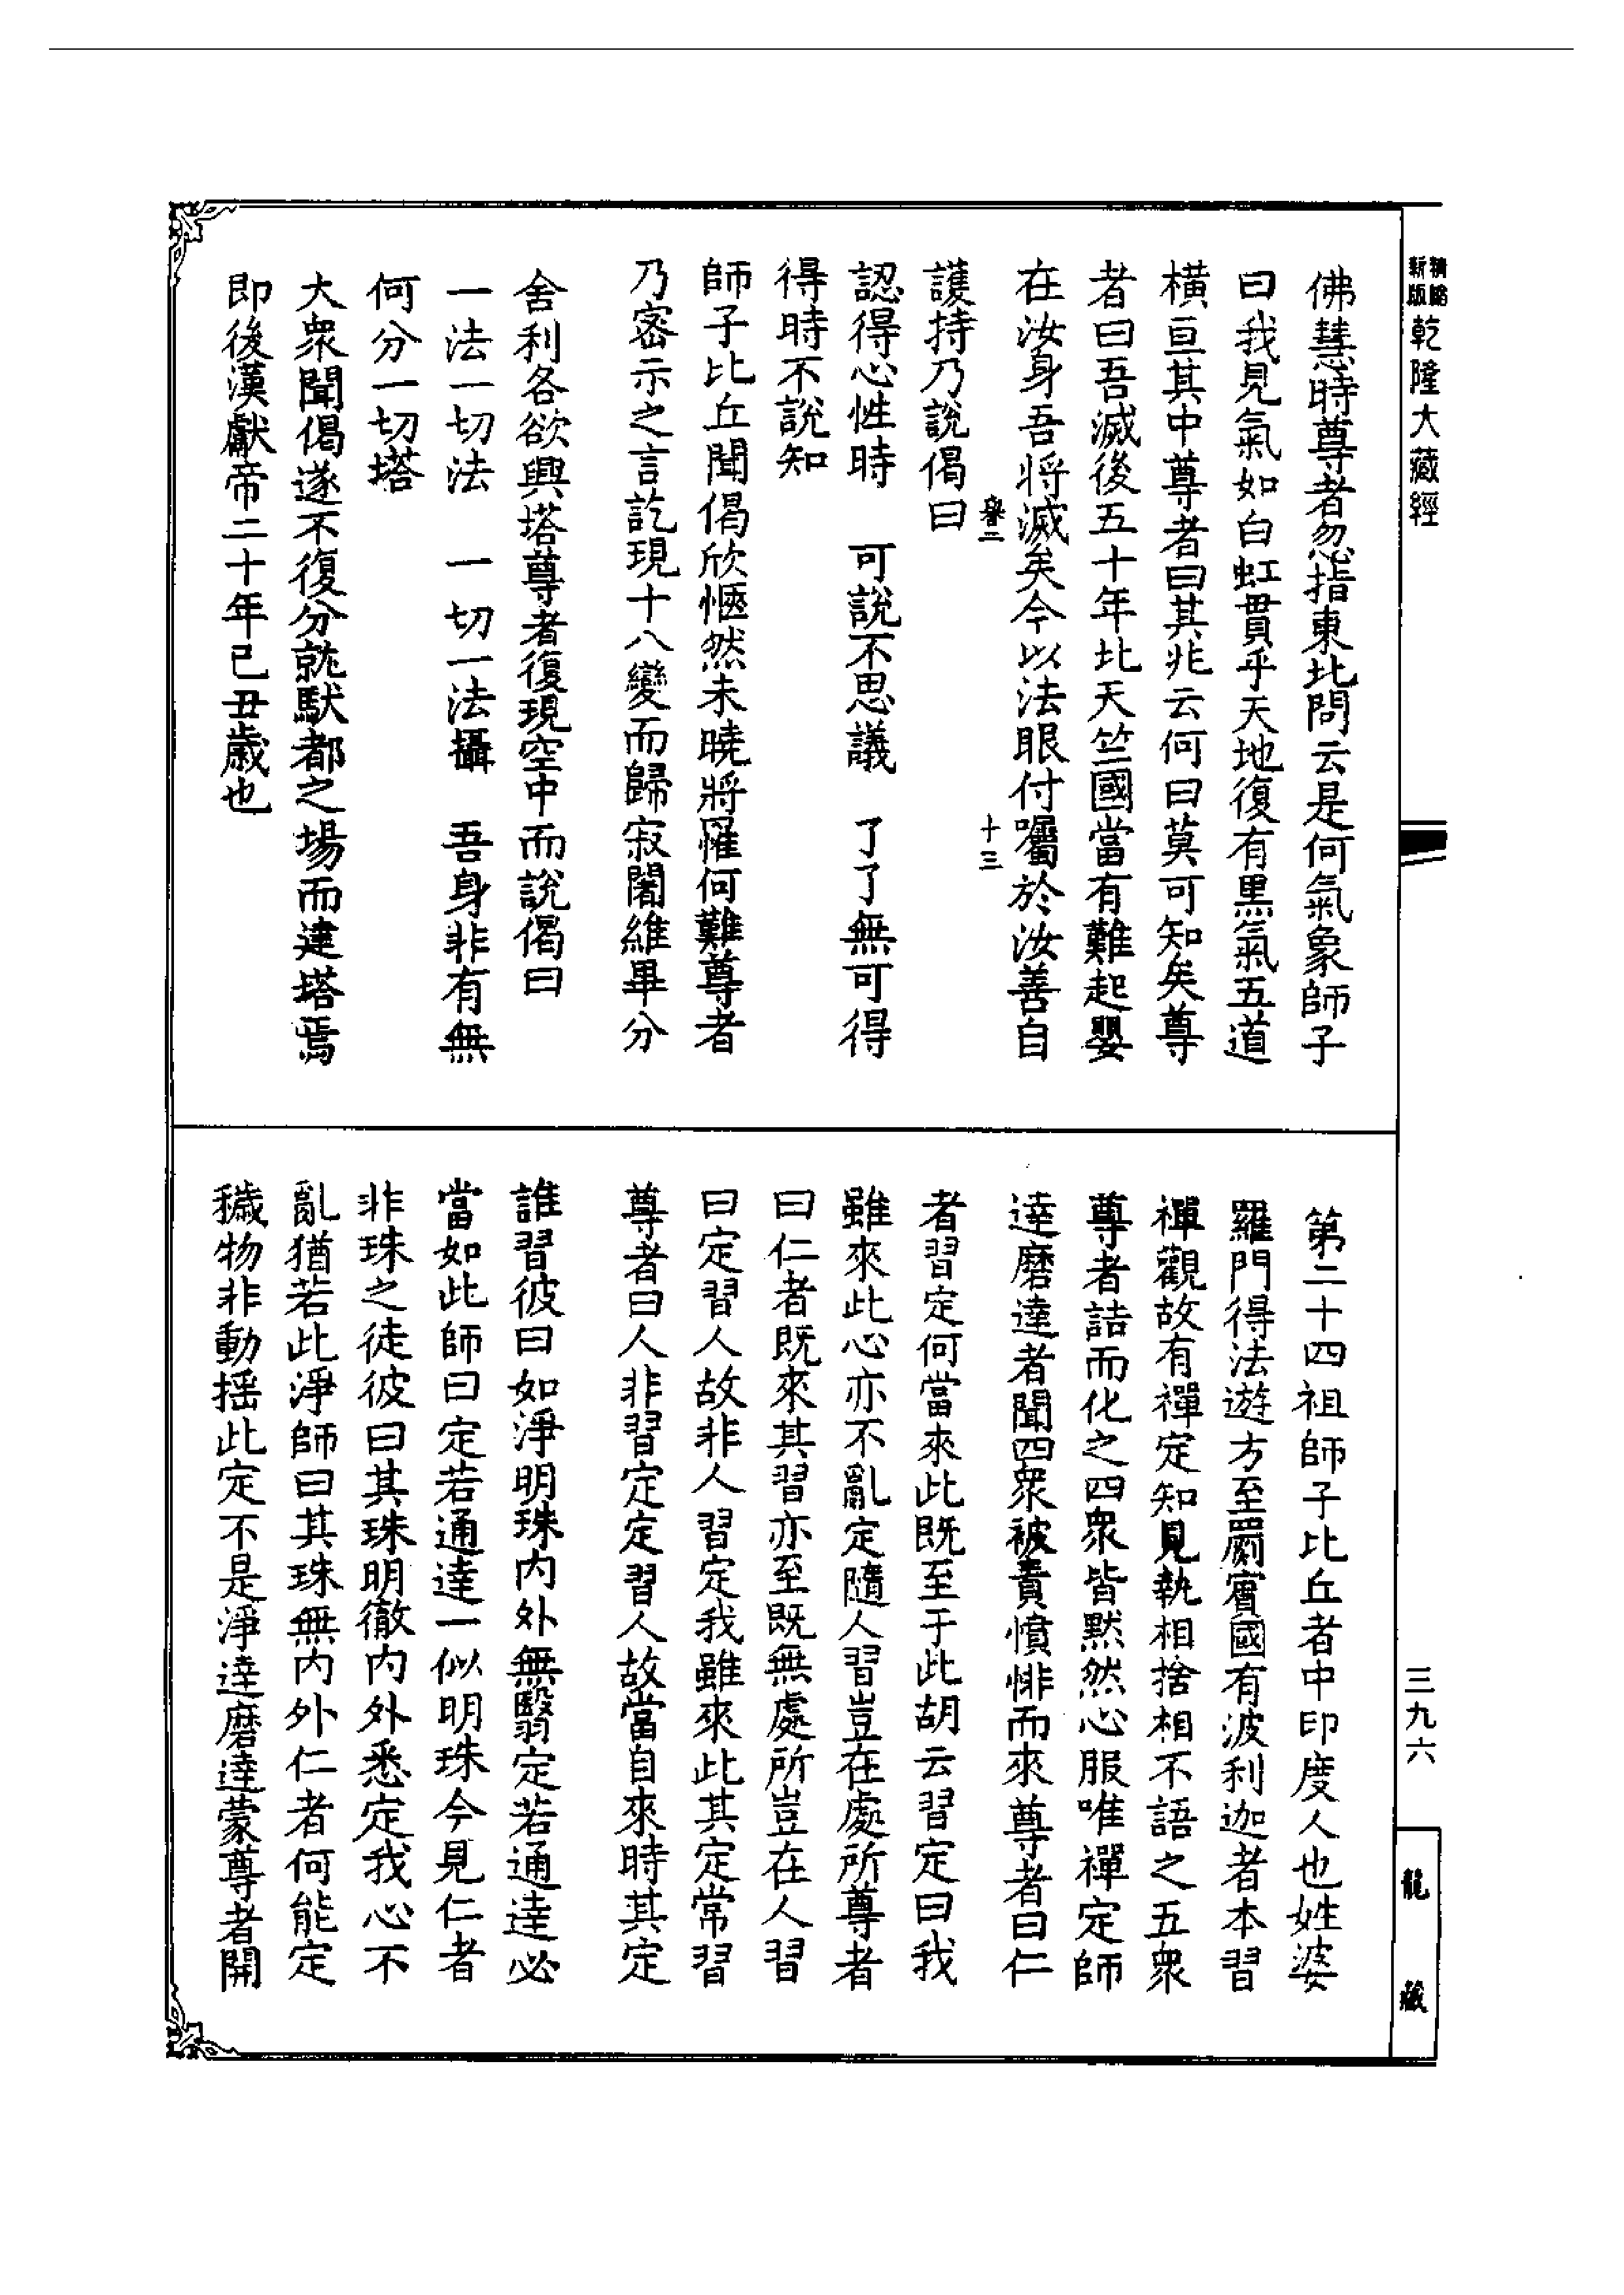 精印
新版
乾隆大藏經
三九六
龍藏
佛慧時尊者忽指東北問云是何氣象師子
曰我見氣如白虹貫乎天地復有黑氣五道
橫亘其中尊者曰其兆云何曰莫可知矣尊
者曰吾滅後五十年北天竺國當有難起嬰
在汝身吾將滅矣今以法眼付囑於汝善自
十三
護持乃說偈曰
認得心性時 可說不思議 了了無可得
得時不說知
師子比丘聞偈欣愜然未曉將罹何難尊者
乃密示之言訖現十八變而歸寂闍維畢分
舍利各欲興塔尊者復現空中而說偈曰
一法一切法 一切一法攝 吾身非有無
何分一切塔
大眾聞偈遂不復分就馱都之場而建塔焉
即後漢獻帝二十年己丑歲也
第二十四祖師子比丘者中印度人也姓婆
羅門得法遊方至罽賓國有波利迦者本習
禪觀故有禪定知見執相捨相不語之五眾
尊者詰而化之四眾皆默然心服唯禪定師
達磨達者聞四眾被責憤悱而來尊者曰仁
者習定何當來此既至于此胡云習定曰我
雖來此心亦不亂定隨人習豈在處所尊者
曰仁者既來其習亦至既無處所豈在人習
曰定習人故非人習定我雖來此其定常習
尊者曰人非習定定習人故當自來時其定
誰習彼曰如淨明珠內外無翳定若通達必
當如此師曰定若通達一似明珠今見仁者
非珠之徒彼曰其珠明徹內外悉定我心不
亂猶若此淨師曰其珠無內外仁者何能定
穢物非動搖此定不是淨達磨達蒙尊者開